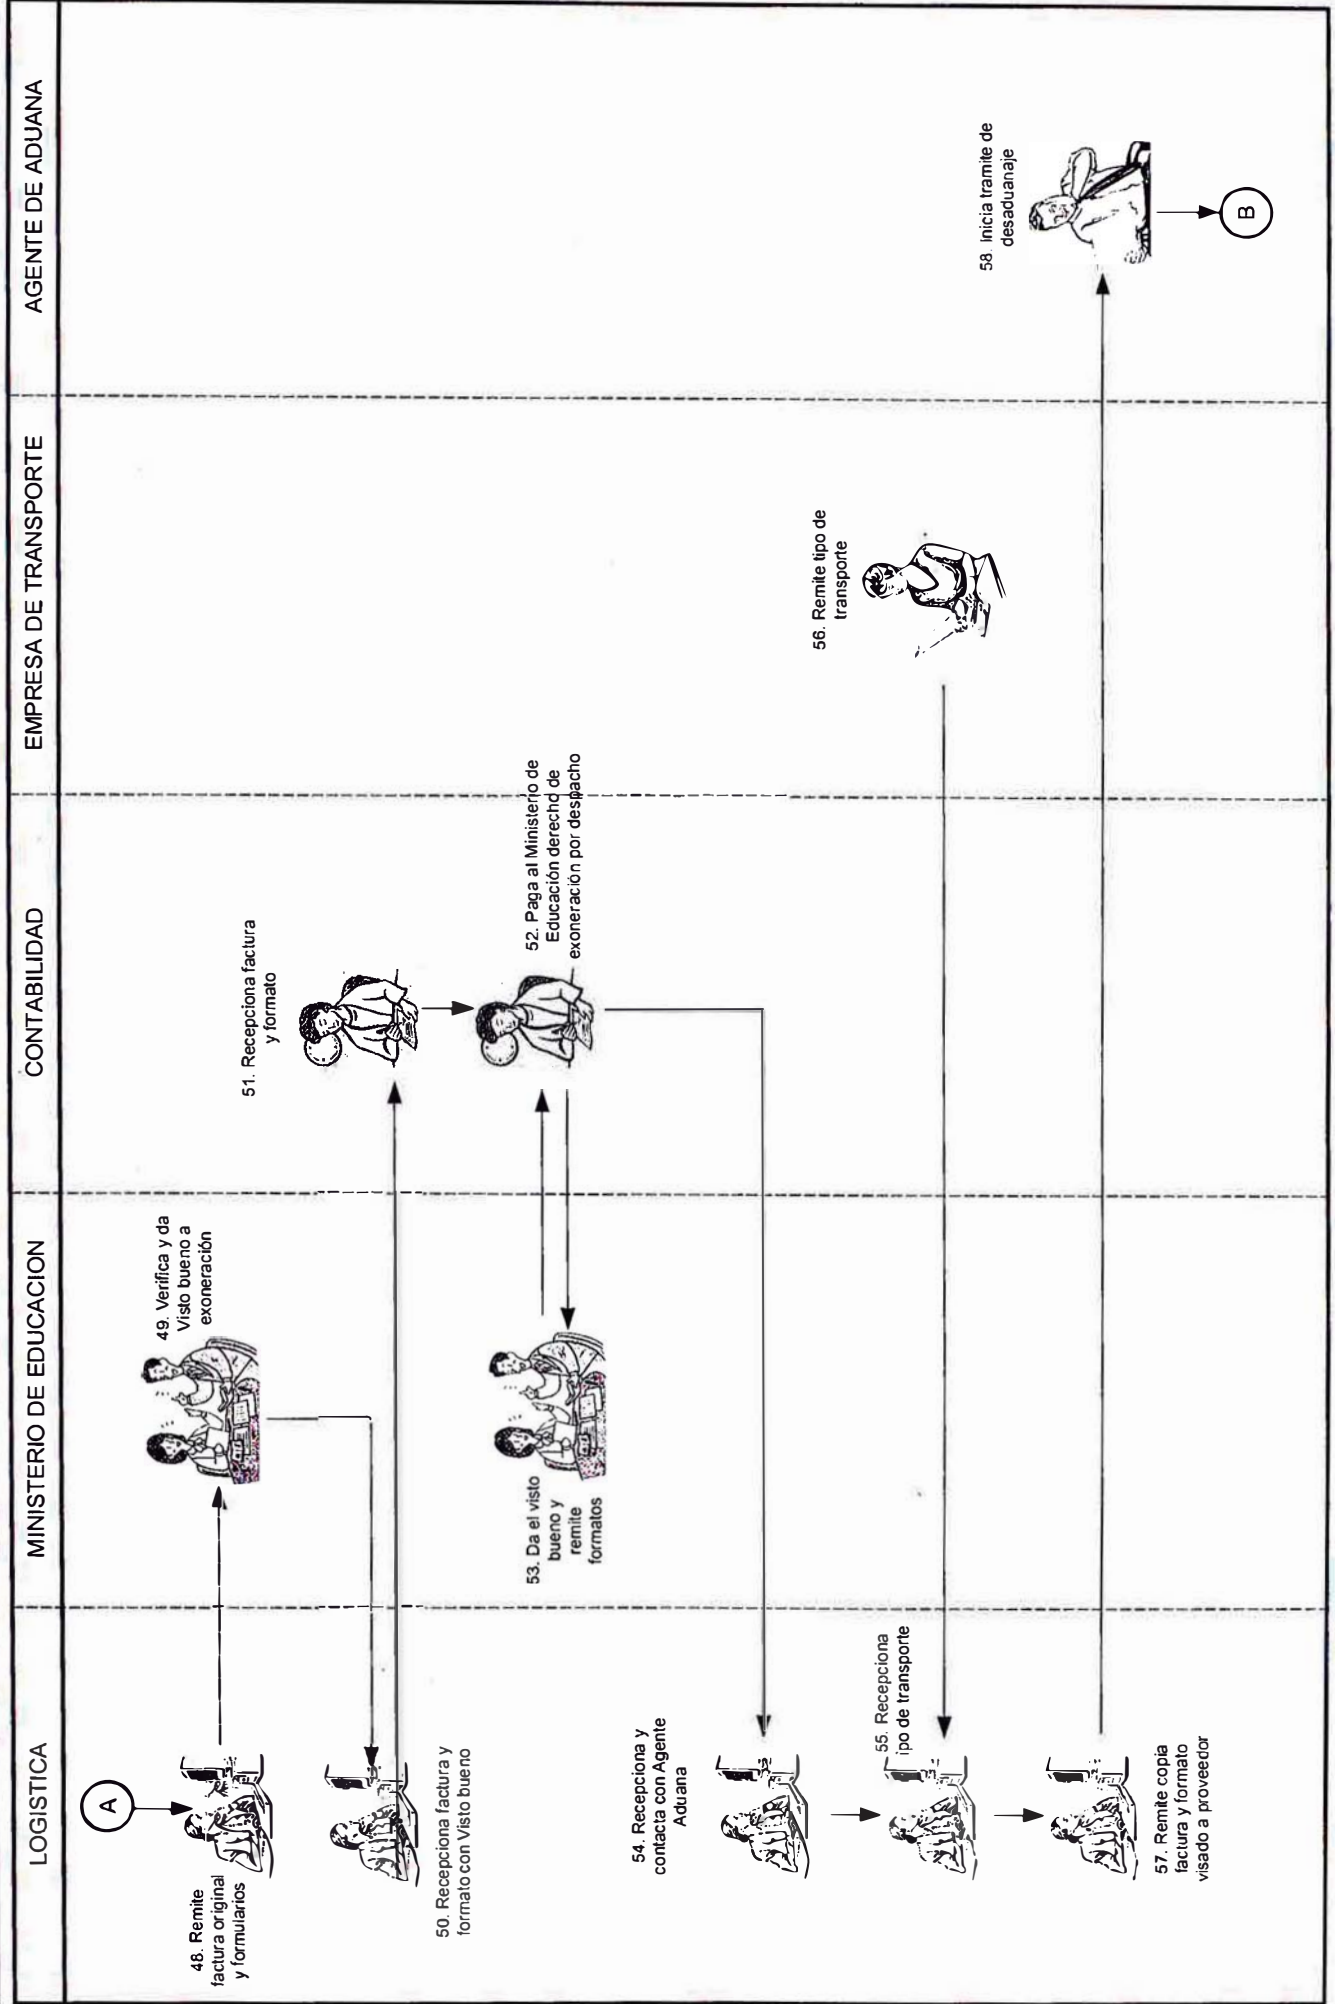 LOGISTICA
MINISTERIO DE EDUCACION
CONTABILIDAD
EMPRESA DE TRANSPORTE
AGENTE DE ADUANA
A
48. Remite
factura original
y formularios
49. Verifica y da
Visto bueno a
exoneración
50. Recepciona factura y
formato con Visto bueno
51. Recepciona factura
y formato
52. Paga al Ministerio de
Educación derecho de
exoneración por despacho
53. Da el visto
bueno y
remite
formatos
54. Recepciona y
contacta con Agente
Aduana
55. Recepciona
ipo de transporte
56. Remite tipo de
transporte
57. Remite copia
factura y formato
visado a proveedor
58. Inicia tramite de
desaduanaje
B